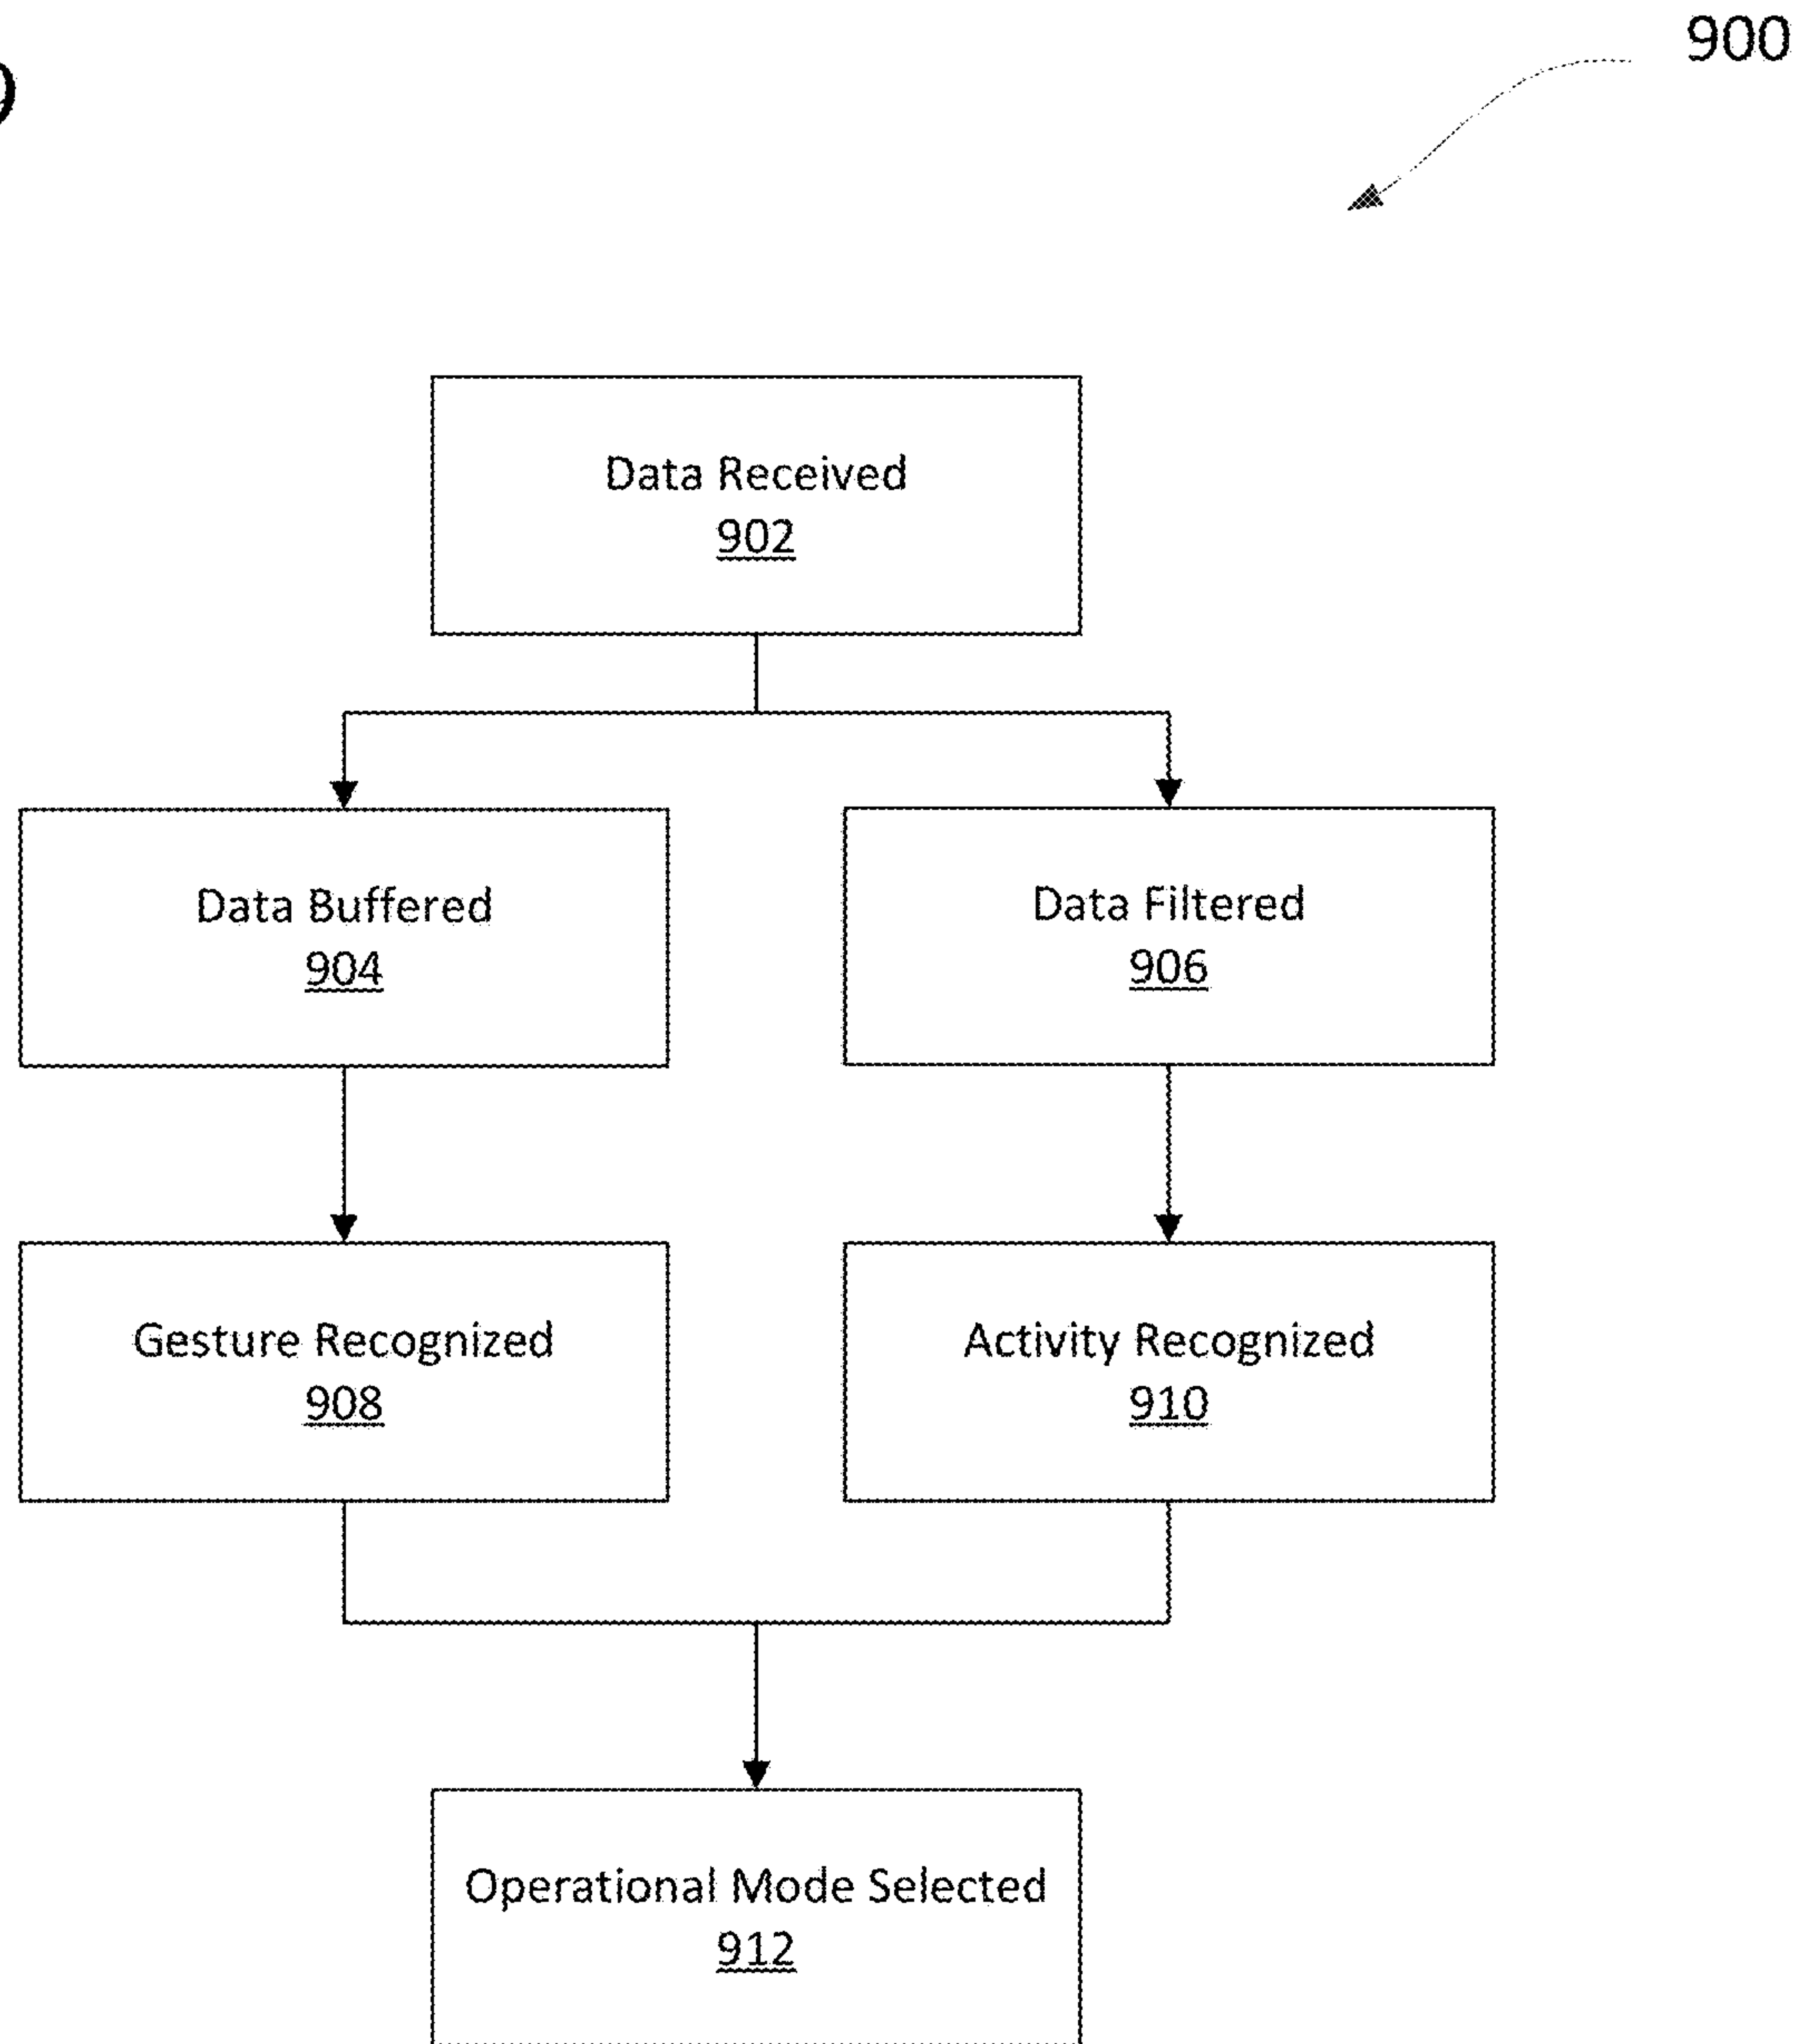 900
Data Received
902
Data Buffered
904
Data Filtered
906
Gesture Recognized
908
Activity Recognized
910
Operational Mode Selected
912